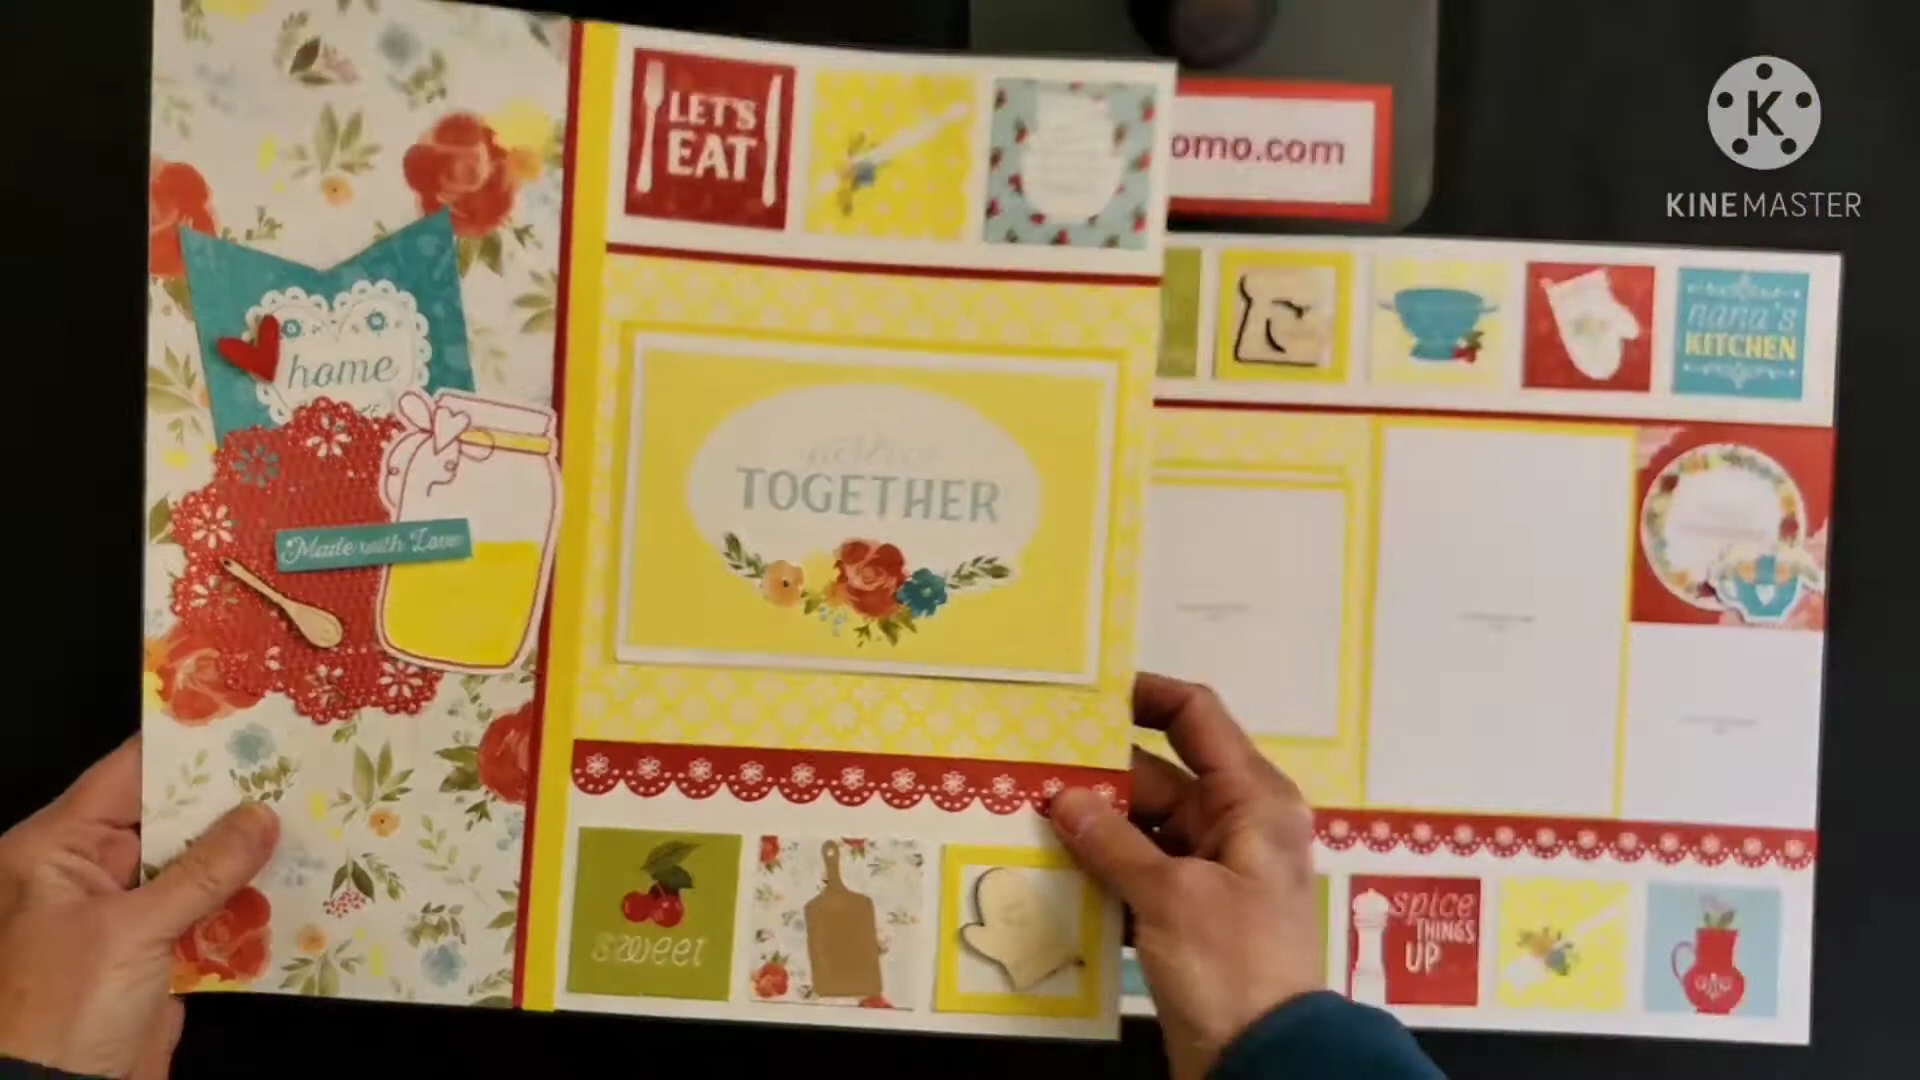 LET'S
EAT
omo.com
KINEMASTER
nana's
KITCHEN
home
TOGETHER
Made with Love
sweet
spice
THINGS
UP